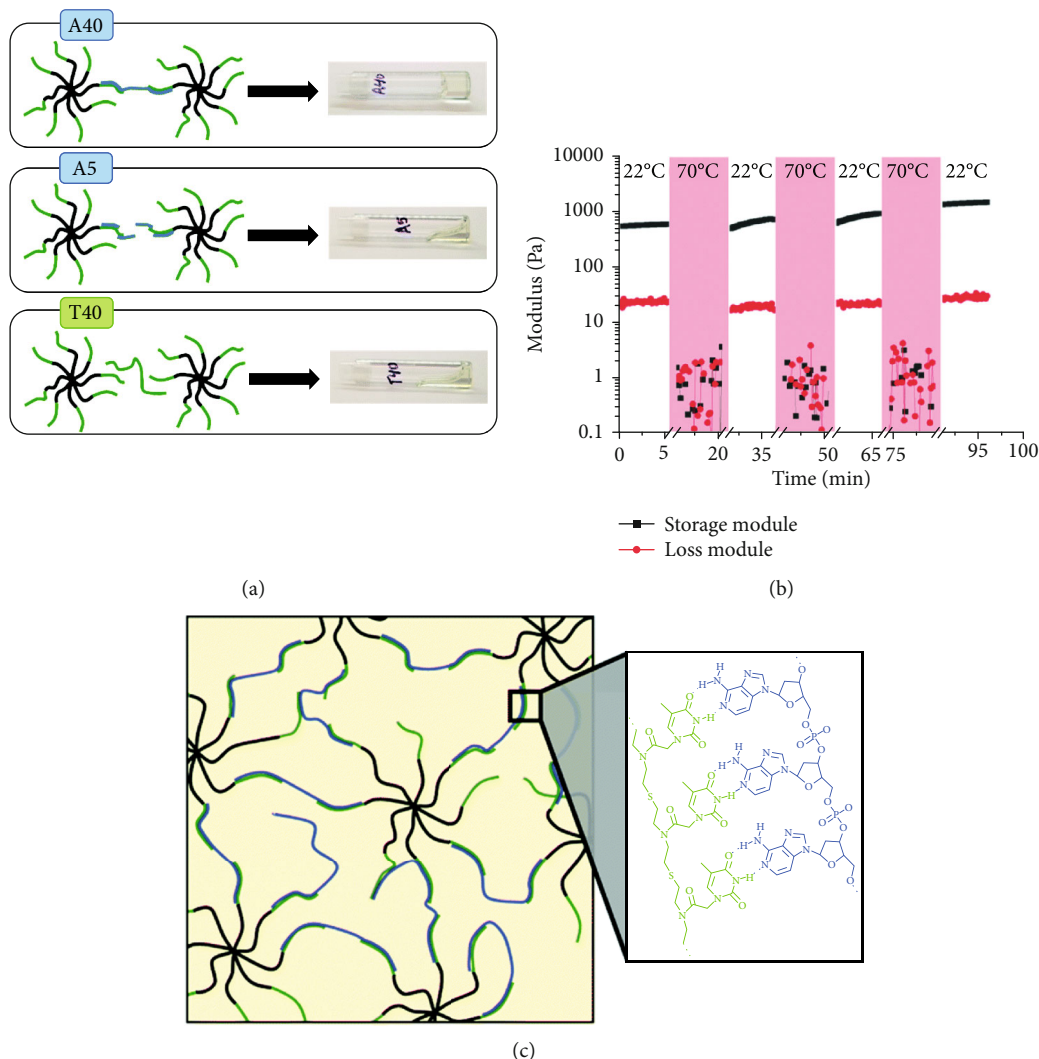 A40
A40
A5
A5
T40
T40
(a)
10000
1000
100
10
1
0.1
Modulus (Pa)
22°C 70°C 22°C 70°C 22°C 70°C 22°C
0 5 20 35 50 65 75 95 100
Time (min)
Storage module
Loss module
(b)
(c)